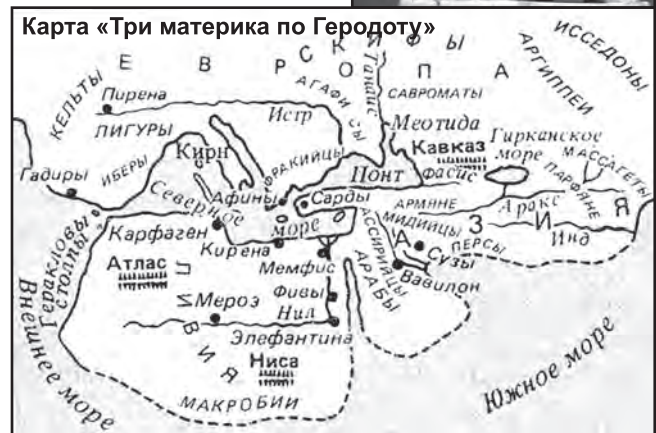 Карта «Три материка по Геродоту»
ЕВРОПА
СКИФЫ
ИССЕДОНЫ
АРГИППЕИ
КЕЛЬТЫ
Пирена
Истр
АГАФИРСЫ
Танаис
САВРОМАТЫ
ЛИГУРЫ
Меотида
Гирканское море
МАССАГЕТЫ
ИБЕРЫ
Кирн
ФРАКИЙЦЫ
Кавказ
ПАРФЯНЕ
Гадиры
Понт
Фасис
Афины
Сарды
АРМЯНЕ
Аракс
Северное море
МИДИЙЦЫ
АЗИЯ
Карфаген
АССИРИЙЦЫ
ПЕРСЫ
Инд
Кирена
Сузы
Геракловы столпы
Атлас
Мемфис
АРАБЫ
Вавилон
ЛИВИЯ
Мероэ
Фивы
Нил
Элефантина
Внешнее море
Ниса
Южное море
МАКРОБИИ